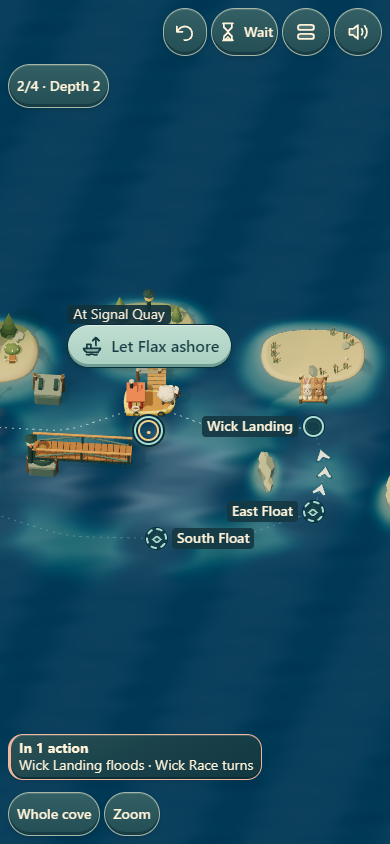 Wait
2/4 · Depth 2
At Signal Quay
Let Flax ashore
Wick Landing
East Float
South Float
In 1 action
Wick Landing floods · Wick Race turns
Whole cove
Zoom